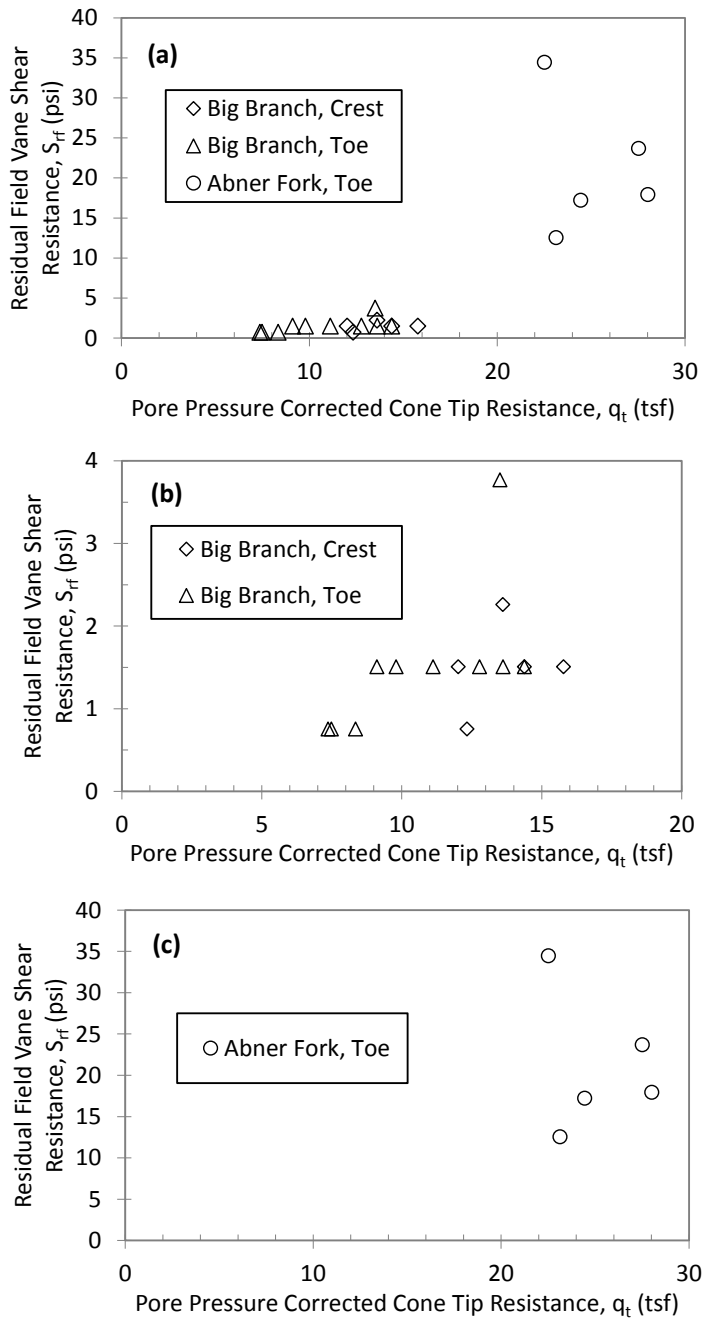 40
35
30
25
20
15
10
5
0
Residual Field Vane Shear
Resistance, Srf (psi)
(a)
Big Branch, Crest
Big Branch, Toe
Abner Fork, Toe
0 10 20 30
Pore Pressure Corrected Cone Tip Resistance, qt (tsf)
4
3
2
1
0
Residual Field Vane Shear
Resistance, Srf (psi)
(b)
Big Branch, Crest
Big Branch, Toe
0 5 10 15 20
Pore Pressure Corrected Cone Tip Resistance, qt (tsf)
40
35
30
25
20
15
10
5
0
Residual Field Vane Shear
Resistance, Srf (psi)
(c)
Abner Fork, Toe
0 10 20 30
Pore Pressure Corrected Cone Tip Resistance, qt (tsf)